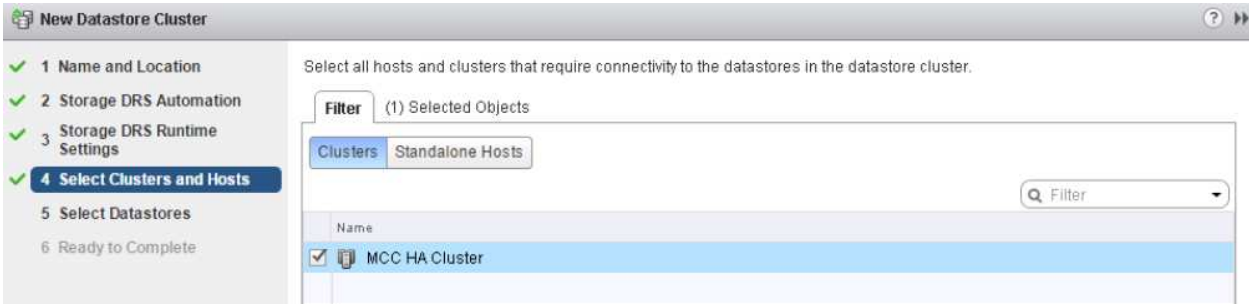 New Datastore Cluster
?
1 Name and Location
2 Storage DRS Automation
3 Storage DRS Runtime
Settings
4 Select Clusters and Hosts
5 Select Datastores
6 Ready to Complete
Select all hosts and clusters that require connectivity to the datastores in the datastore cluster.
Filter (1) Selected Objects
Clusters Standalone Hosts
Filter
Name
MCC HA Cluster